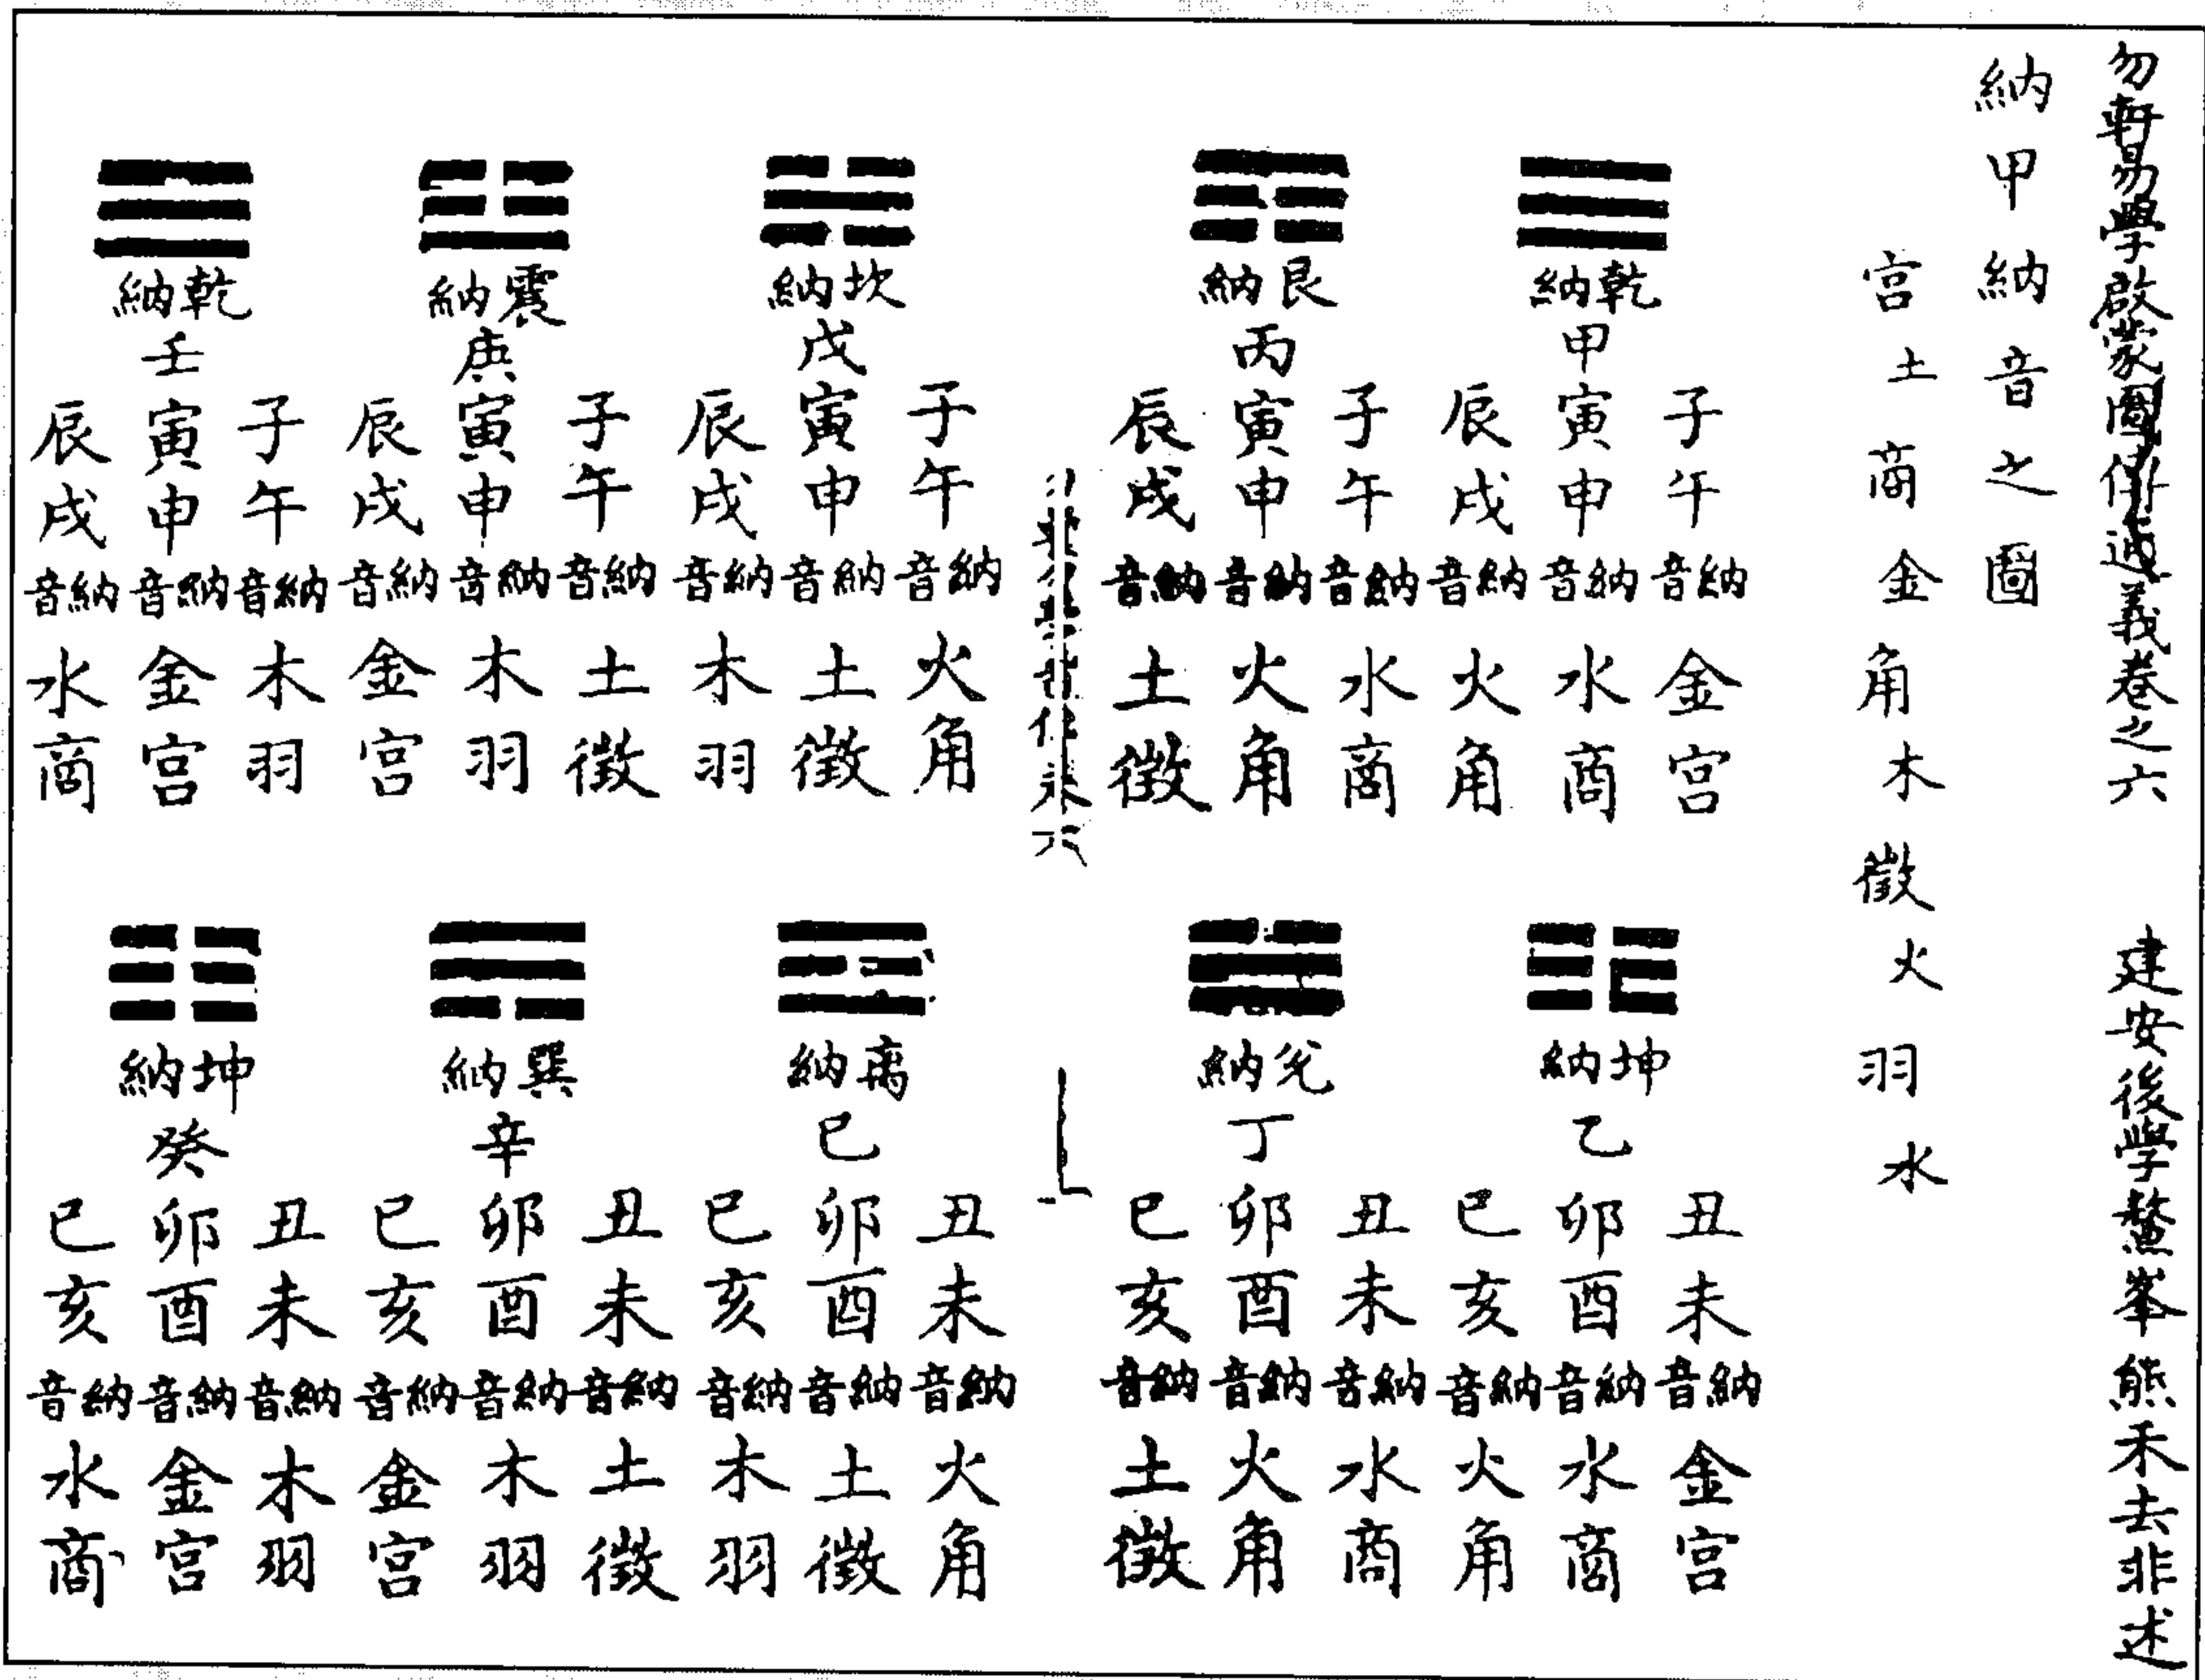 勿軒易學啟蒙圖傳通義卷之六
建安後學鰲峯熊禾去非述
納甲納音之圖
宮土商金角木徵火羽水
乾納甲
子午納音金宮
寅申納音水商
辰戌納音火角
坤納乙
丑未納音金宮
卯酉納音水商
巳亥納音火角
艮納丙
子午納音水商
寅申納音火角
辰戌納音土徵
兌納丁
丑未納音水商
卯酉納音火角
巳亥納音土徵
坎納戊
子午納音火角
寅申納音土徵
辰戌納音木羽
离納己
丑未納音火角
卯酉納音土徵
巳亥納音木羽
震納庚
子午納音土徵
寅申納音木羽
辰戌納音金宮
巽納辛
丑未納音土徵
卯酉納音木羽
巳亥納音金宮
乾納壬
子午納音木羽
寅申納音金宮
辰戌納音水商
坤納癸
丑未納音木羽
卯酉納音金宮
巳亥納音水商